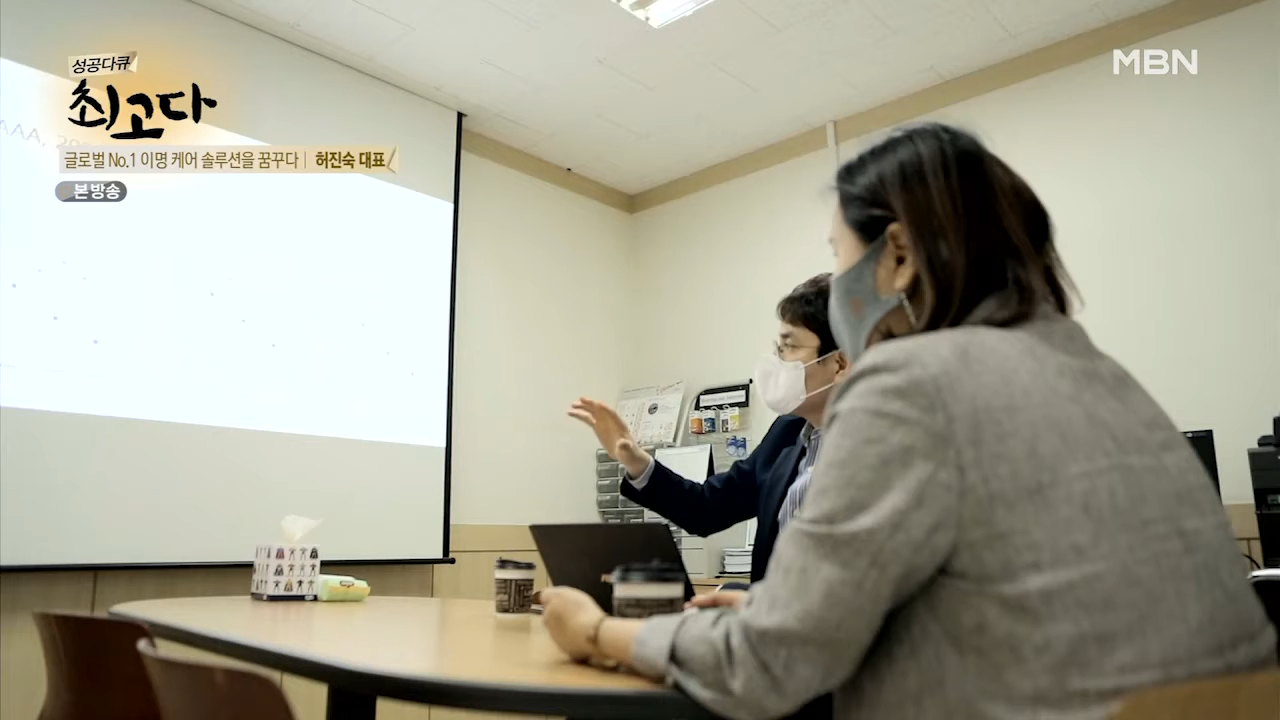 성공다큐
최고다
MBN
글로벌 No.1 이명 케어 솔루션을 꿈꾸다 | 허진숙 대표
본 방송